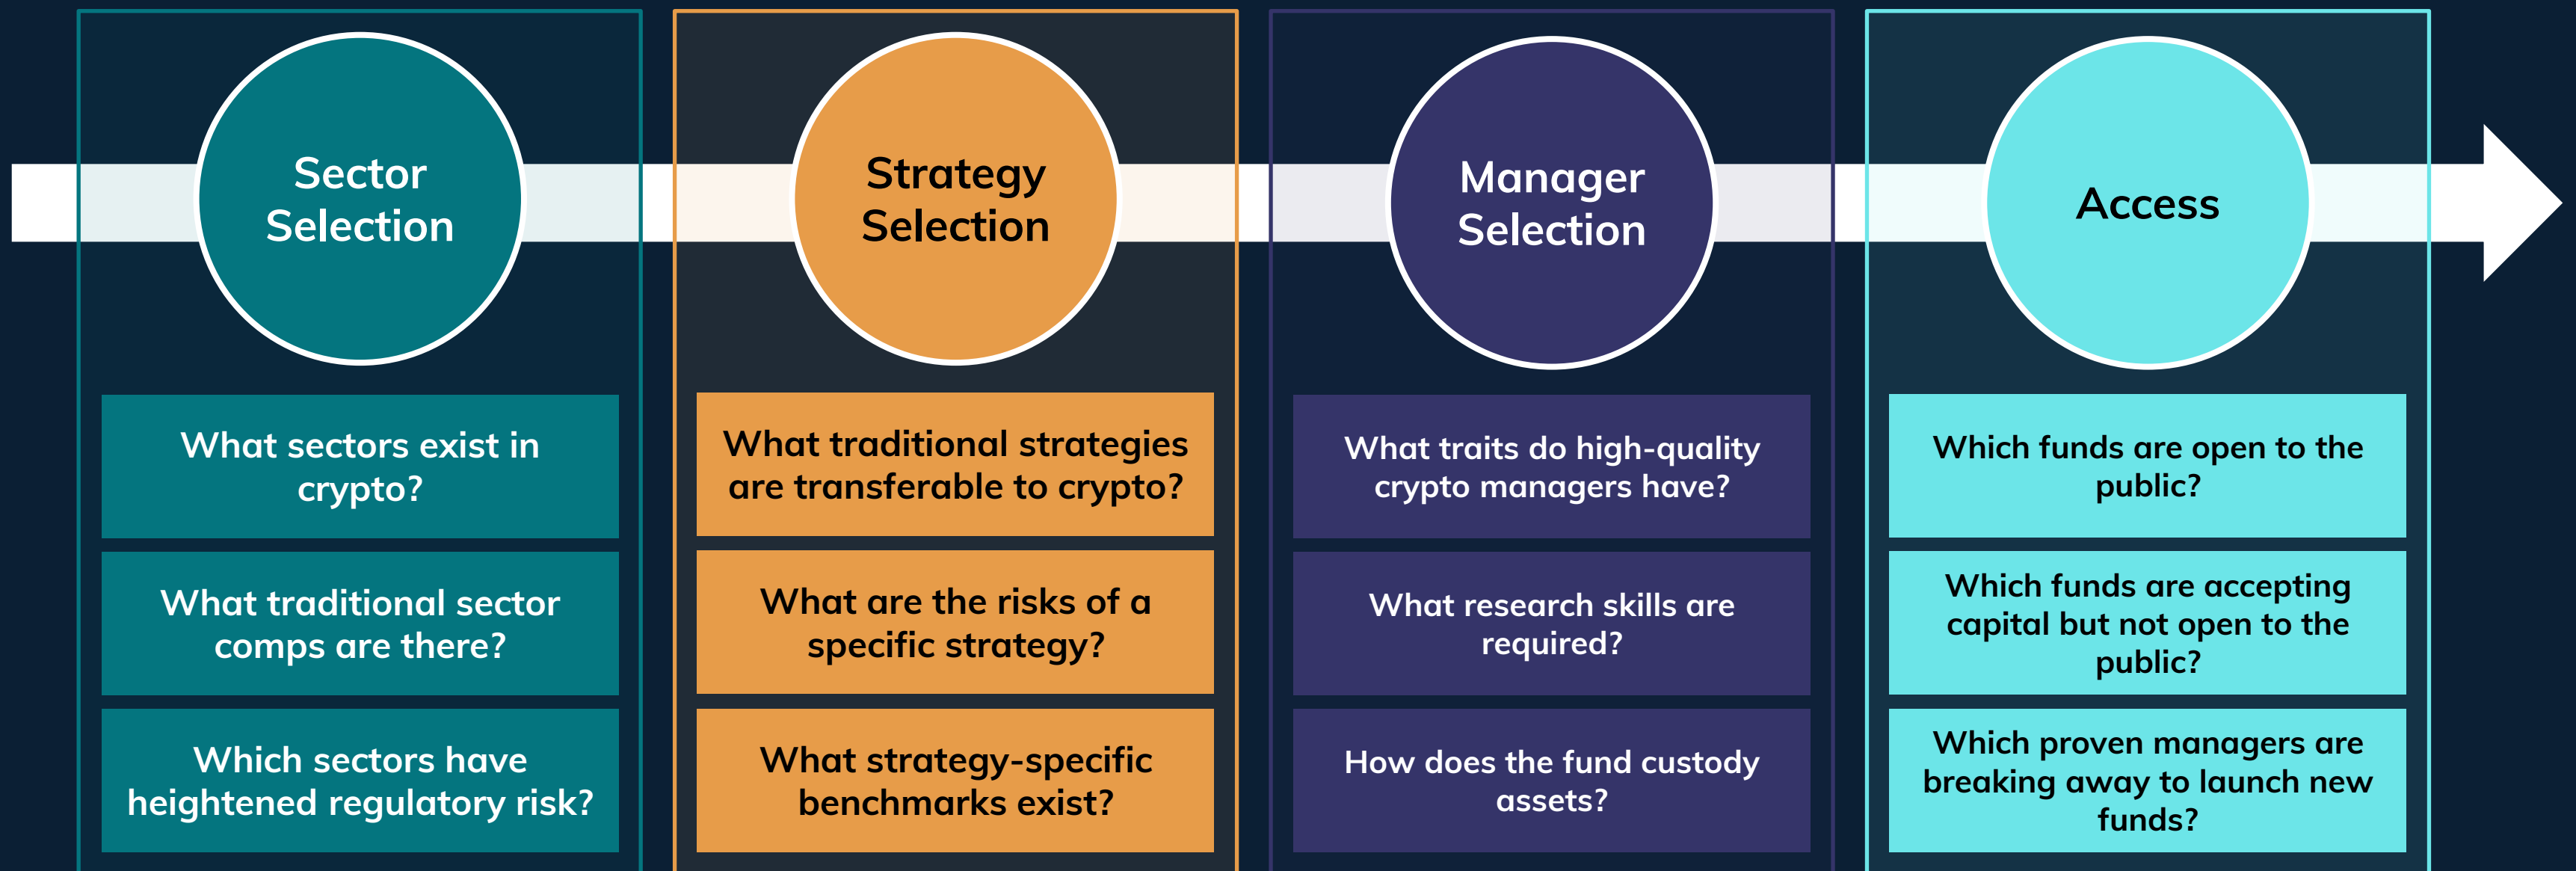 Sector
Selection
Strategy
Selection
Manager
Selection
Access
What sectors exist in
crypto?
What traditional sector
comps are there?
Which sectors have
heightened regulatory risk?
What traditional strategies
are transferable to crypto?
What are the risks of a
specific strategy?
What strategy-specific
benchmarks exist?
What traits do high-quality
crypto managers have?
What research skills are
required?
How does the fund custody
assets?
Which funds are open to the
public?
Which funds are accepting
capital but not open to the
public?
Which proven managers are
breaking away to launch new
funds?